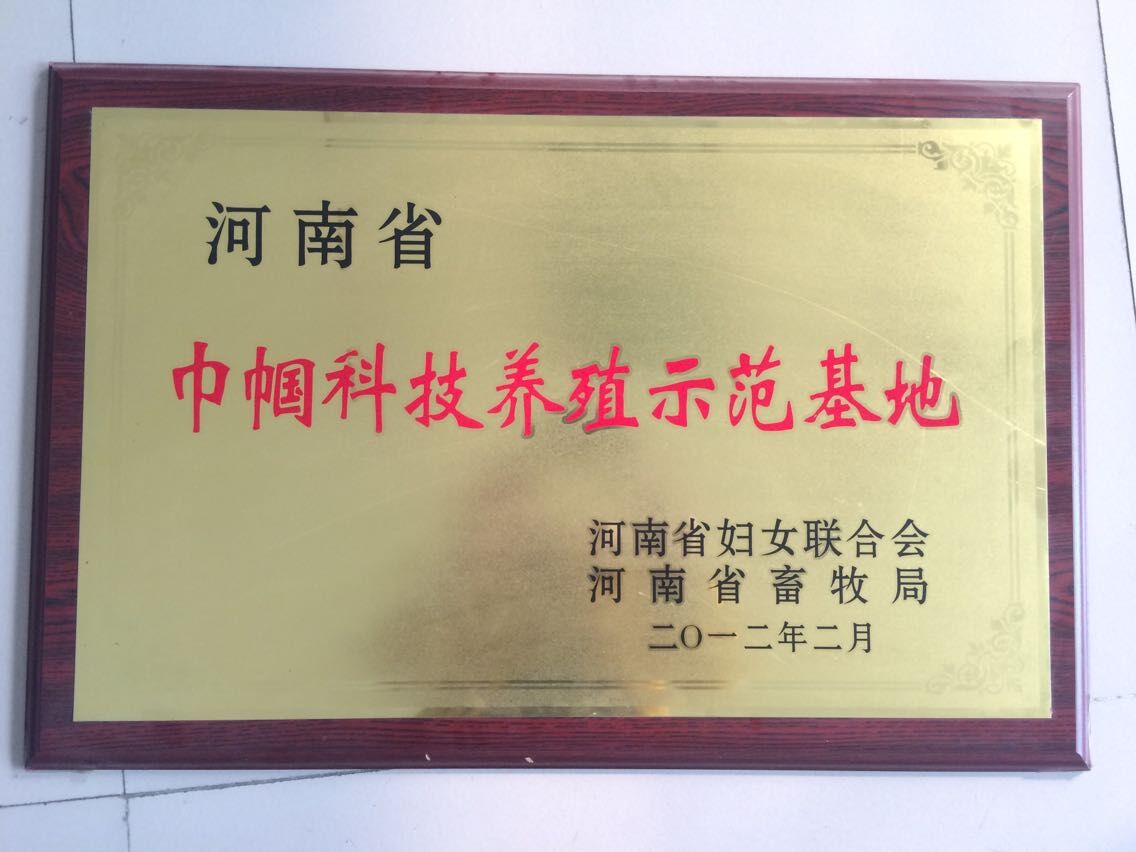 河南省
巾帼科技养殖示范基地
河南省妇女联合会
河南省畜牧局
二〇一二年二月